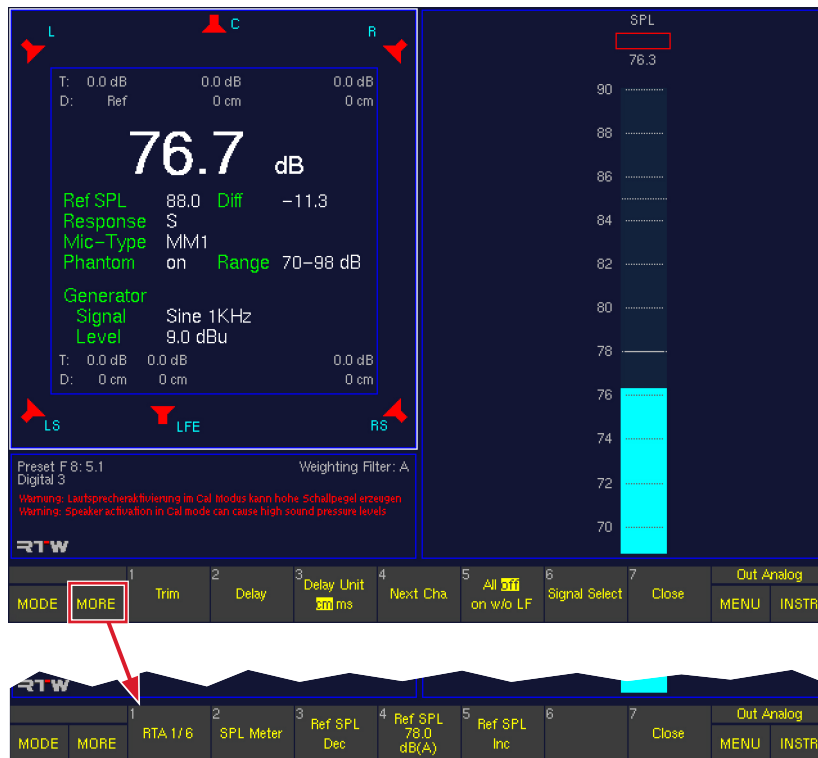 L C R
T: 0.0 dB 0.0 dB 0.0 dB
D: Ref 0 cm 0 cm
76.7 dB
Ref SPL 88.0 Diff −11.3
Response S
Mic−Type MM1
Phantom on Range 70−98 dB
Generator
Signal Sine 1KHz
Level 9.0 dBu
T: 0.0 dB 0.0 dB 0.0 dB
D: 0 cm 0 cm 0 cm
LS LFE RS
Preset F 8: 5.1 Weighting Filter: A
Digital 3
Warnung: Lautsprecheraktivierung im Cal Modus kann hohe Schallpegel erzeugen
Warning: Speaker activation in Cal mode can cause high sound pressure levels
RTW
SPL
76.3
90
88
86
84
82
80
78
76
74
72
70
MODE MORE
1 Trim
2 Delay
3 Delay Unit
cm ms
4 Next Cha
5 All off
on w/o LF
6 Signal Select
7 Close
Out Analog
MENU INSTR
RTW
MODE MORE
1 RTA 1/6
2 SPL Meter
3 Ref SPL
Dec
4 Ref SPL
78.0
dB(A)
5 Ref SPL
Inc
6
7 Close
Out Analog
MENU INSTR